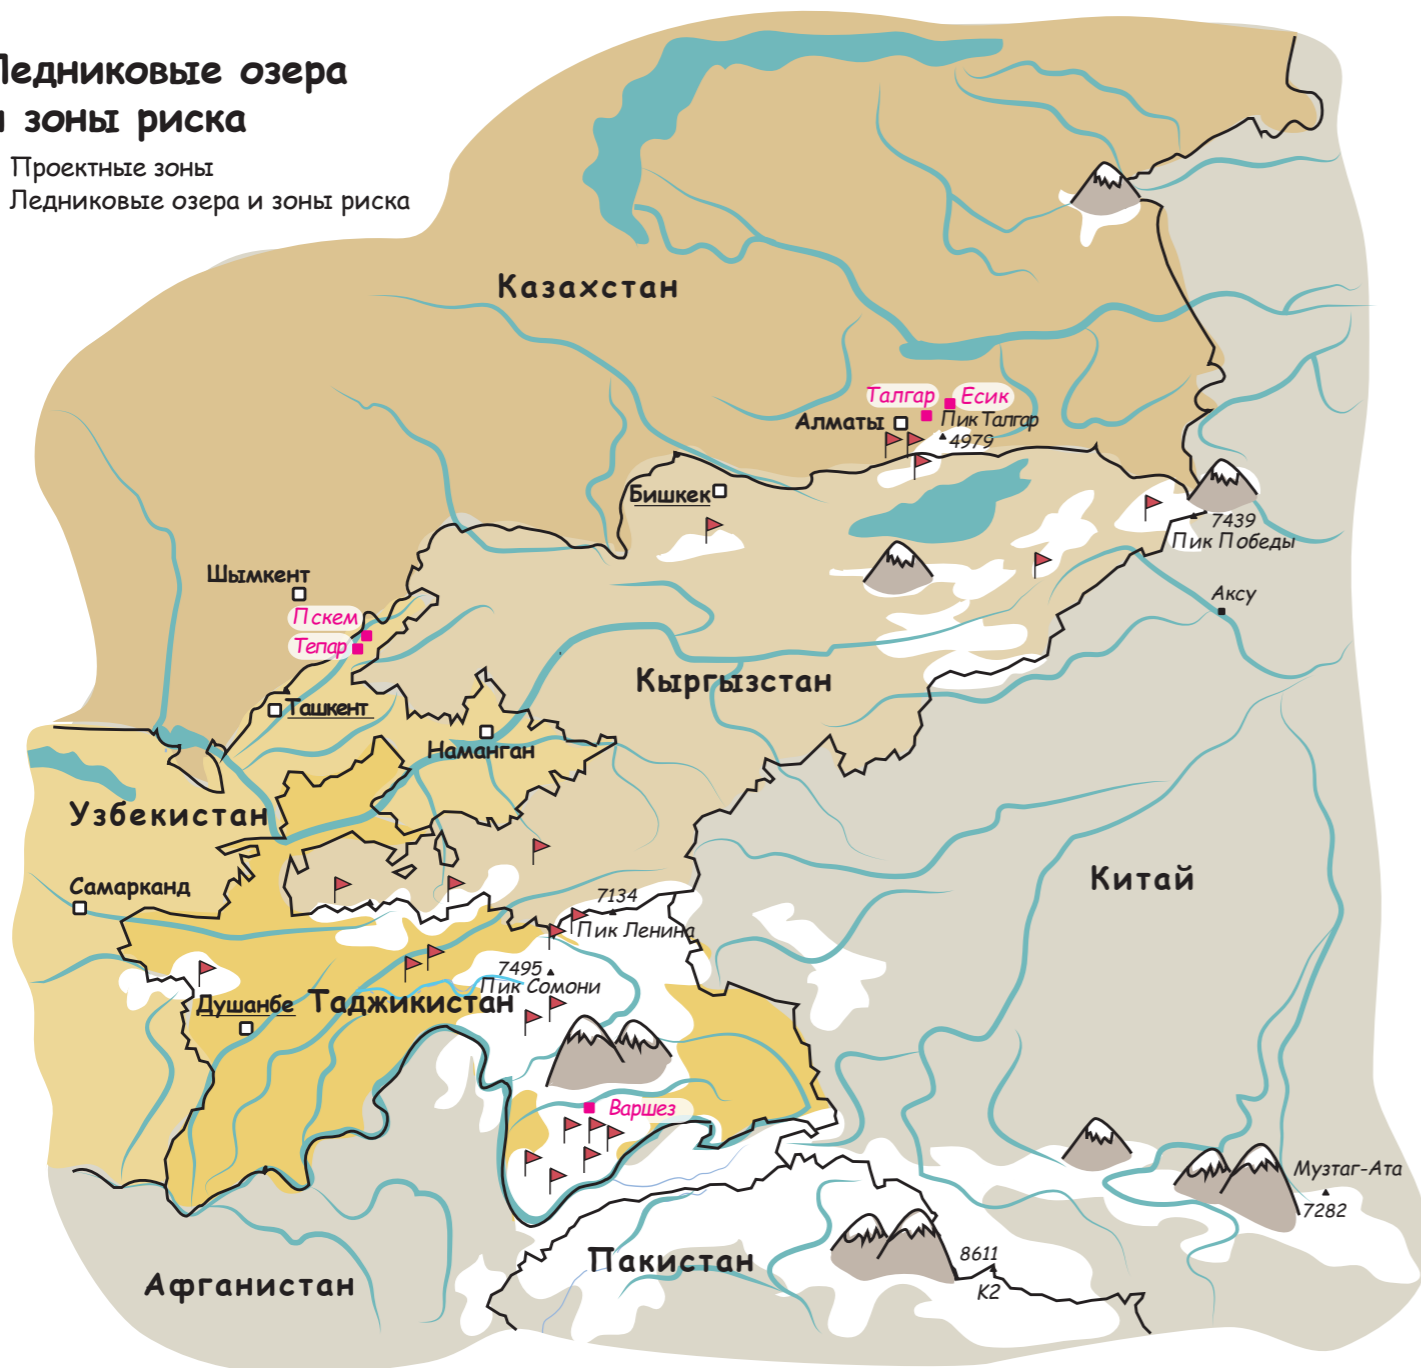 Ледниковые озера
и зоны риска
Проектные зоны
Ледниковые озера и зоны риска
Казахстан
Талгар
Есик
Алматы
Пик Талгар
4979
Бишкек
7439
Пик Победы
Шымкент
Аксу
Пскем
Тепар
Кыргызстан
Ташкент
Наманган
Узбекистан
Китай
Самарканд
7134
Пик Ленина
7495
Пик Сомони
Душанбе
Таджикистан
Варшез
Музтаг-Ата
7282
Пакистан
8611
К2
Афганистан